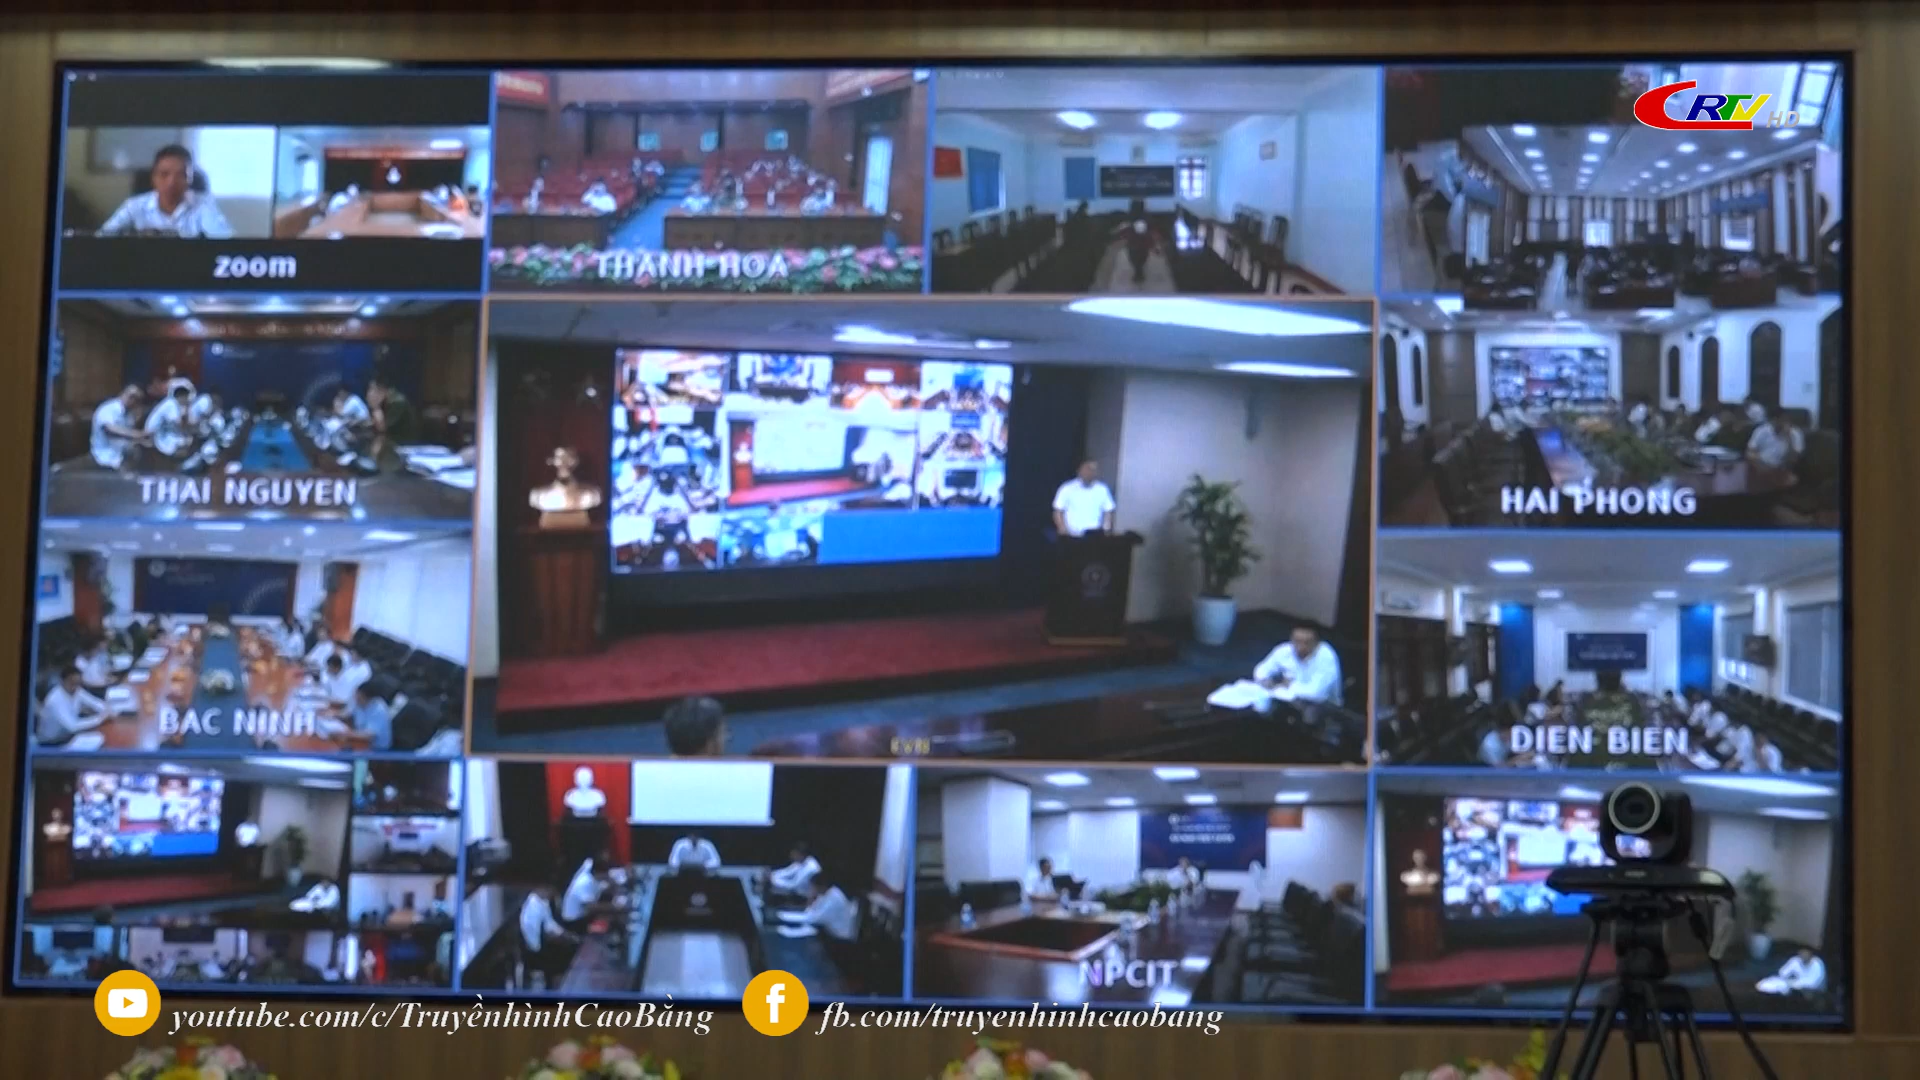 CRTV HD
zoom
THANH HOA
THAI NGUYEN
HAI PHONG
BAC NINH
DIEN BIEN
EVN
NPCIT
youtube.com/c/TruyềnhìnhCaoBằng
fb.com/truyenhinhcaobang